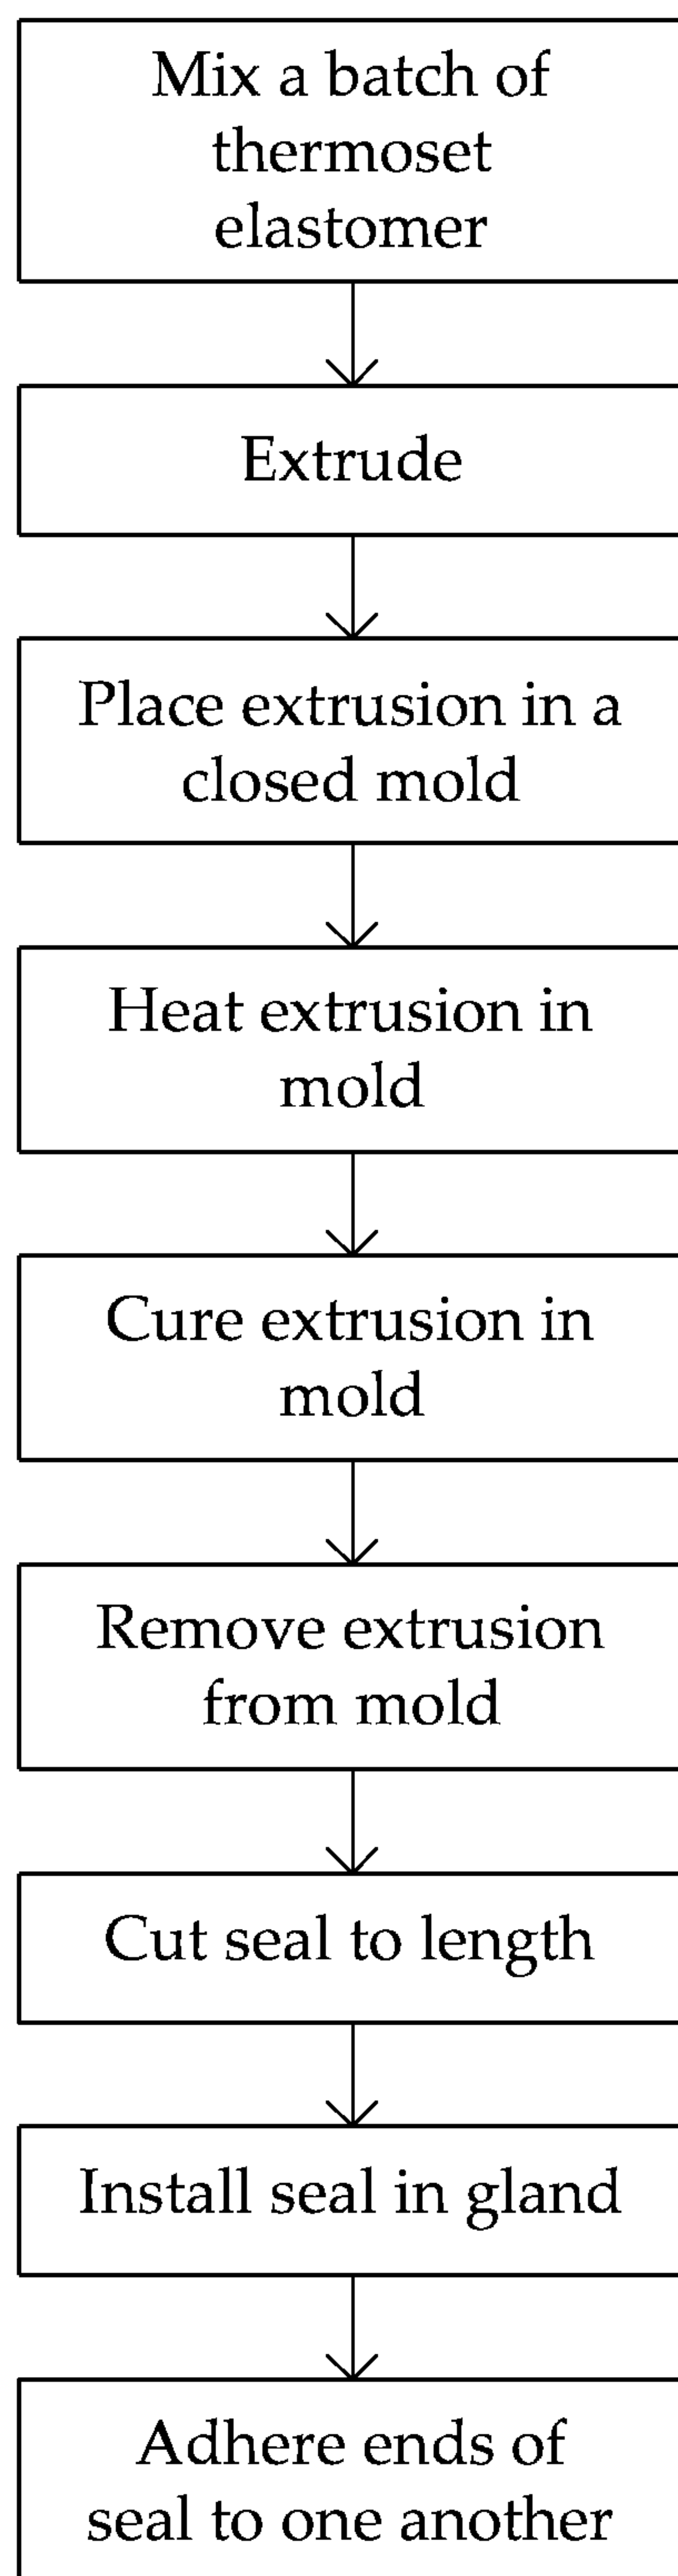 Mix a batch of
thermoset
elastomer
Extrude
Place extrusion in a
closed mold
Heat extrusion in
mold
Cure extrusion in
mold
Remove extrusion
from mold
Cut seal to length
Install seal in gland
Adhere ends of
seal to one another